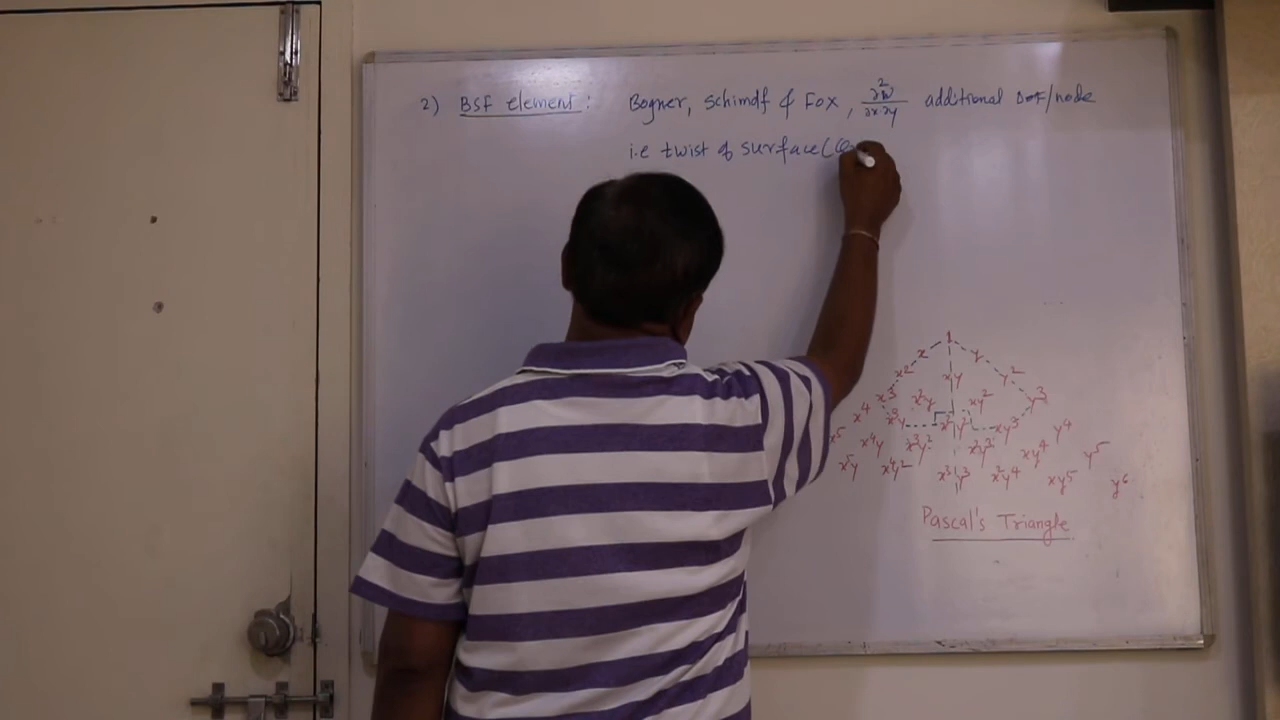 2) BSF element : Bogner, Schimdf & Fox, ∂²w/∂x∂y additional DOF/node
i.e twist of surface(
1
x y
x² xy y²
x³ x²y xy² y³
x⁴ x³y x²y² xy³ y⁴
x⁵ x⁴y x³y² x²y³ xy⁴ y⁵
x⁵y x⁴y² x³y³ x²y⁴ xy⁵ y⁶
Pascal's Triangle